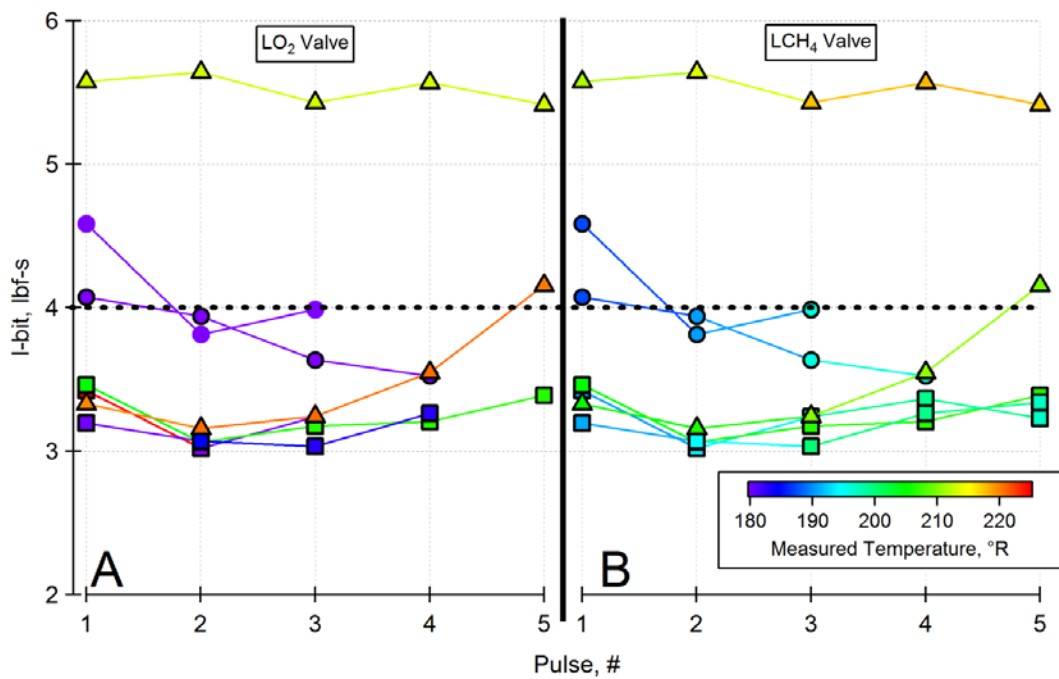 6
5
4
3
2
I-bit, lbf-s
LO₂ Valve
LCH₄ Valve
A
B
180 190 200 210 220
Measured Temperature, °R
1 2 3 4 5
1 2 3 4 5
Pulse, #